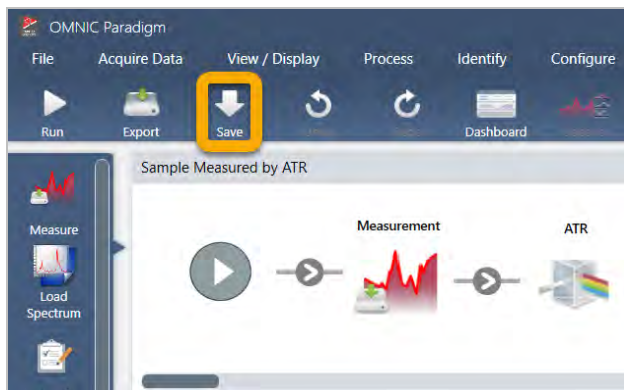 OMNIC Paradigm
File Acquire Data View / Display Process Identify Configure
Run Export Save Dashboard
Sample Measured by ATR
Measure
Load
Spectrum
Measurement ATR